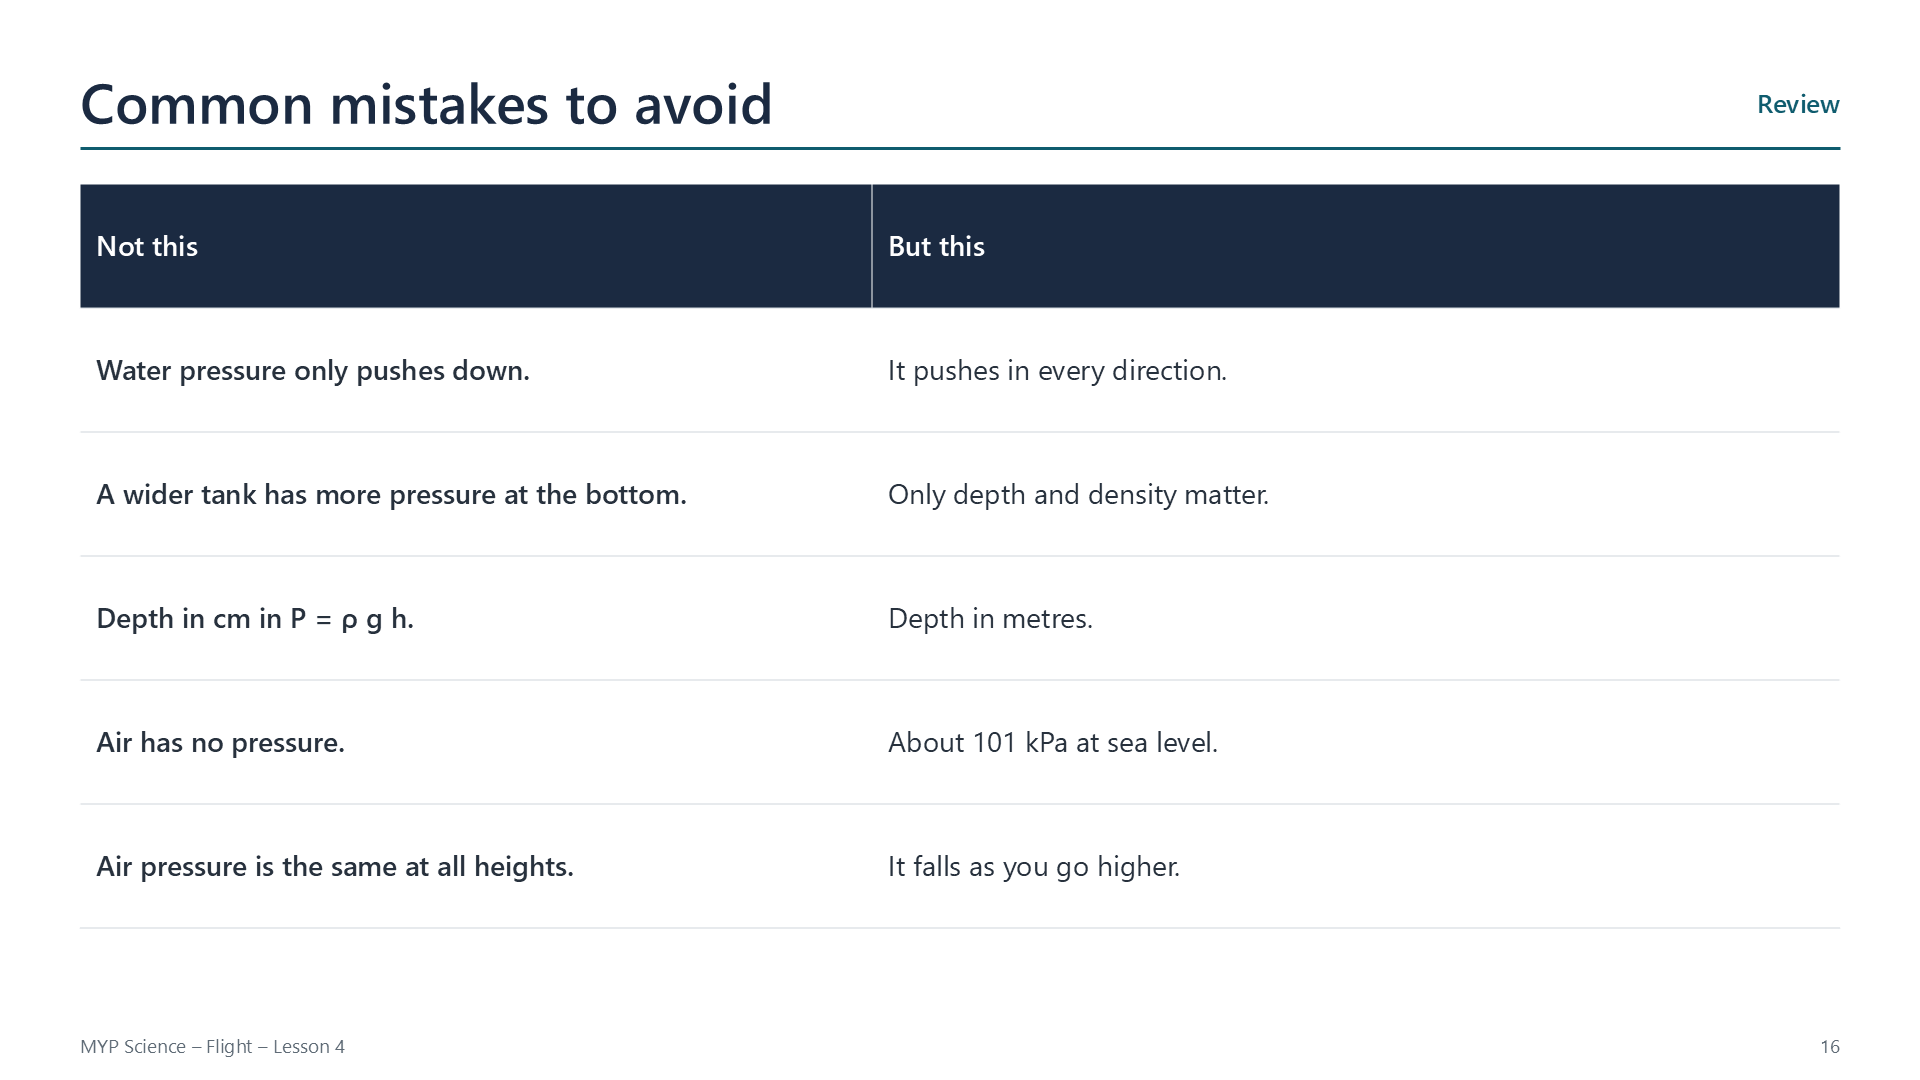 Common mistakes to avoid
Review
Not this
But this
Water pressure only pushes down.
It pushes in every direction.
A wider tank has more pressure at the bottom.
Only depth and density matter.
Depth in cm in P = ρ g h.
Depth in metres.
Air has no pressure.
About 101 kPa at sea level.
Air pressure is the same at all heights.
It falls as you go higher.
MYP Science – Flight – Lesson 4
16